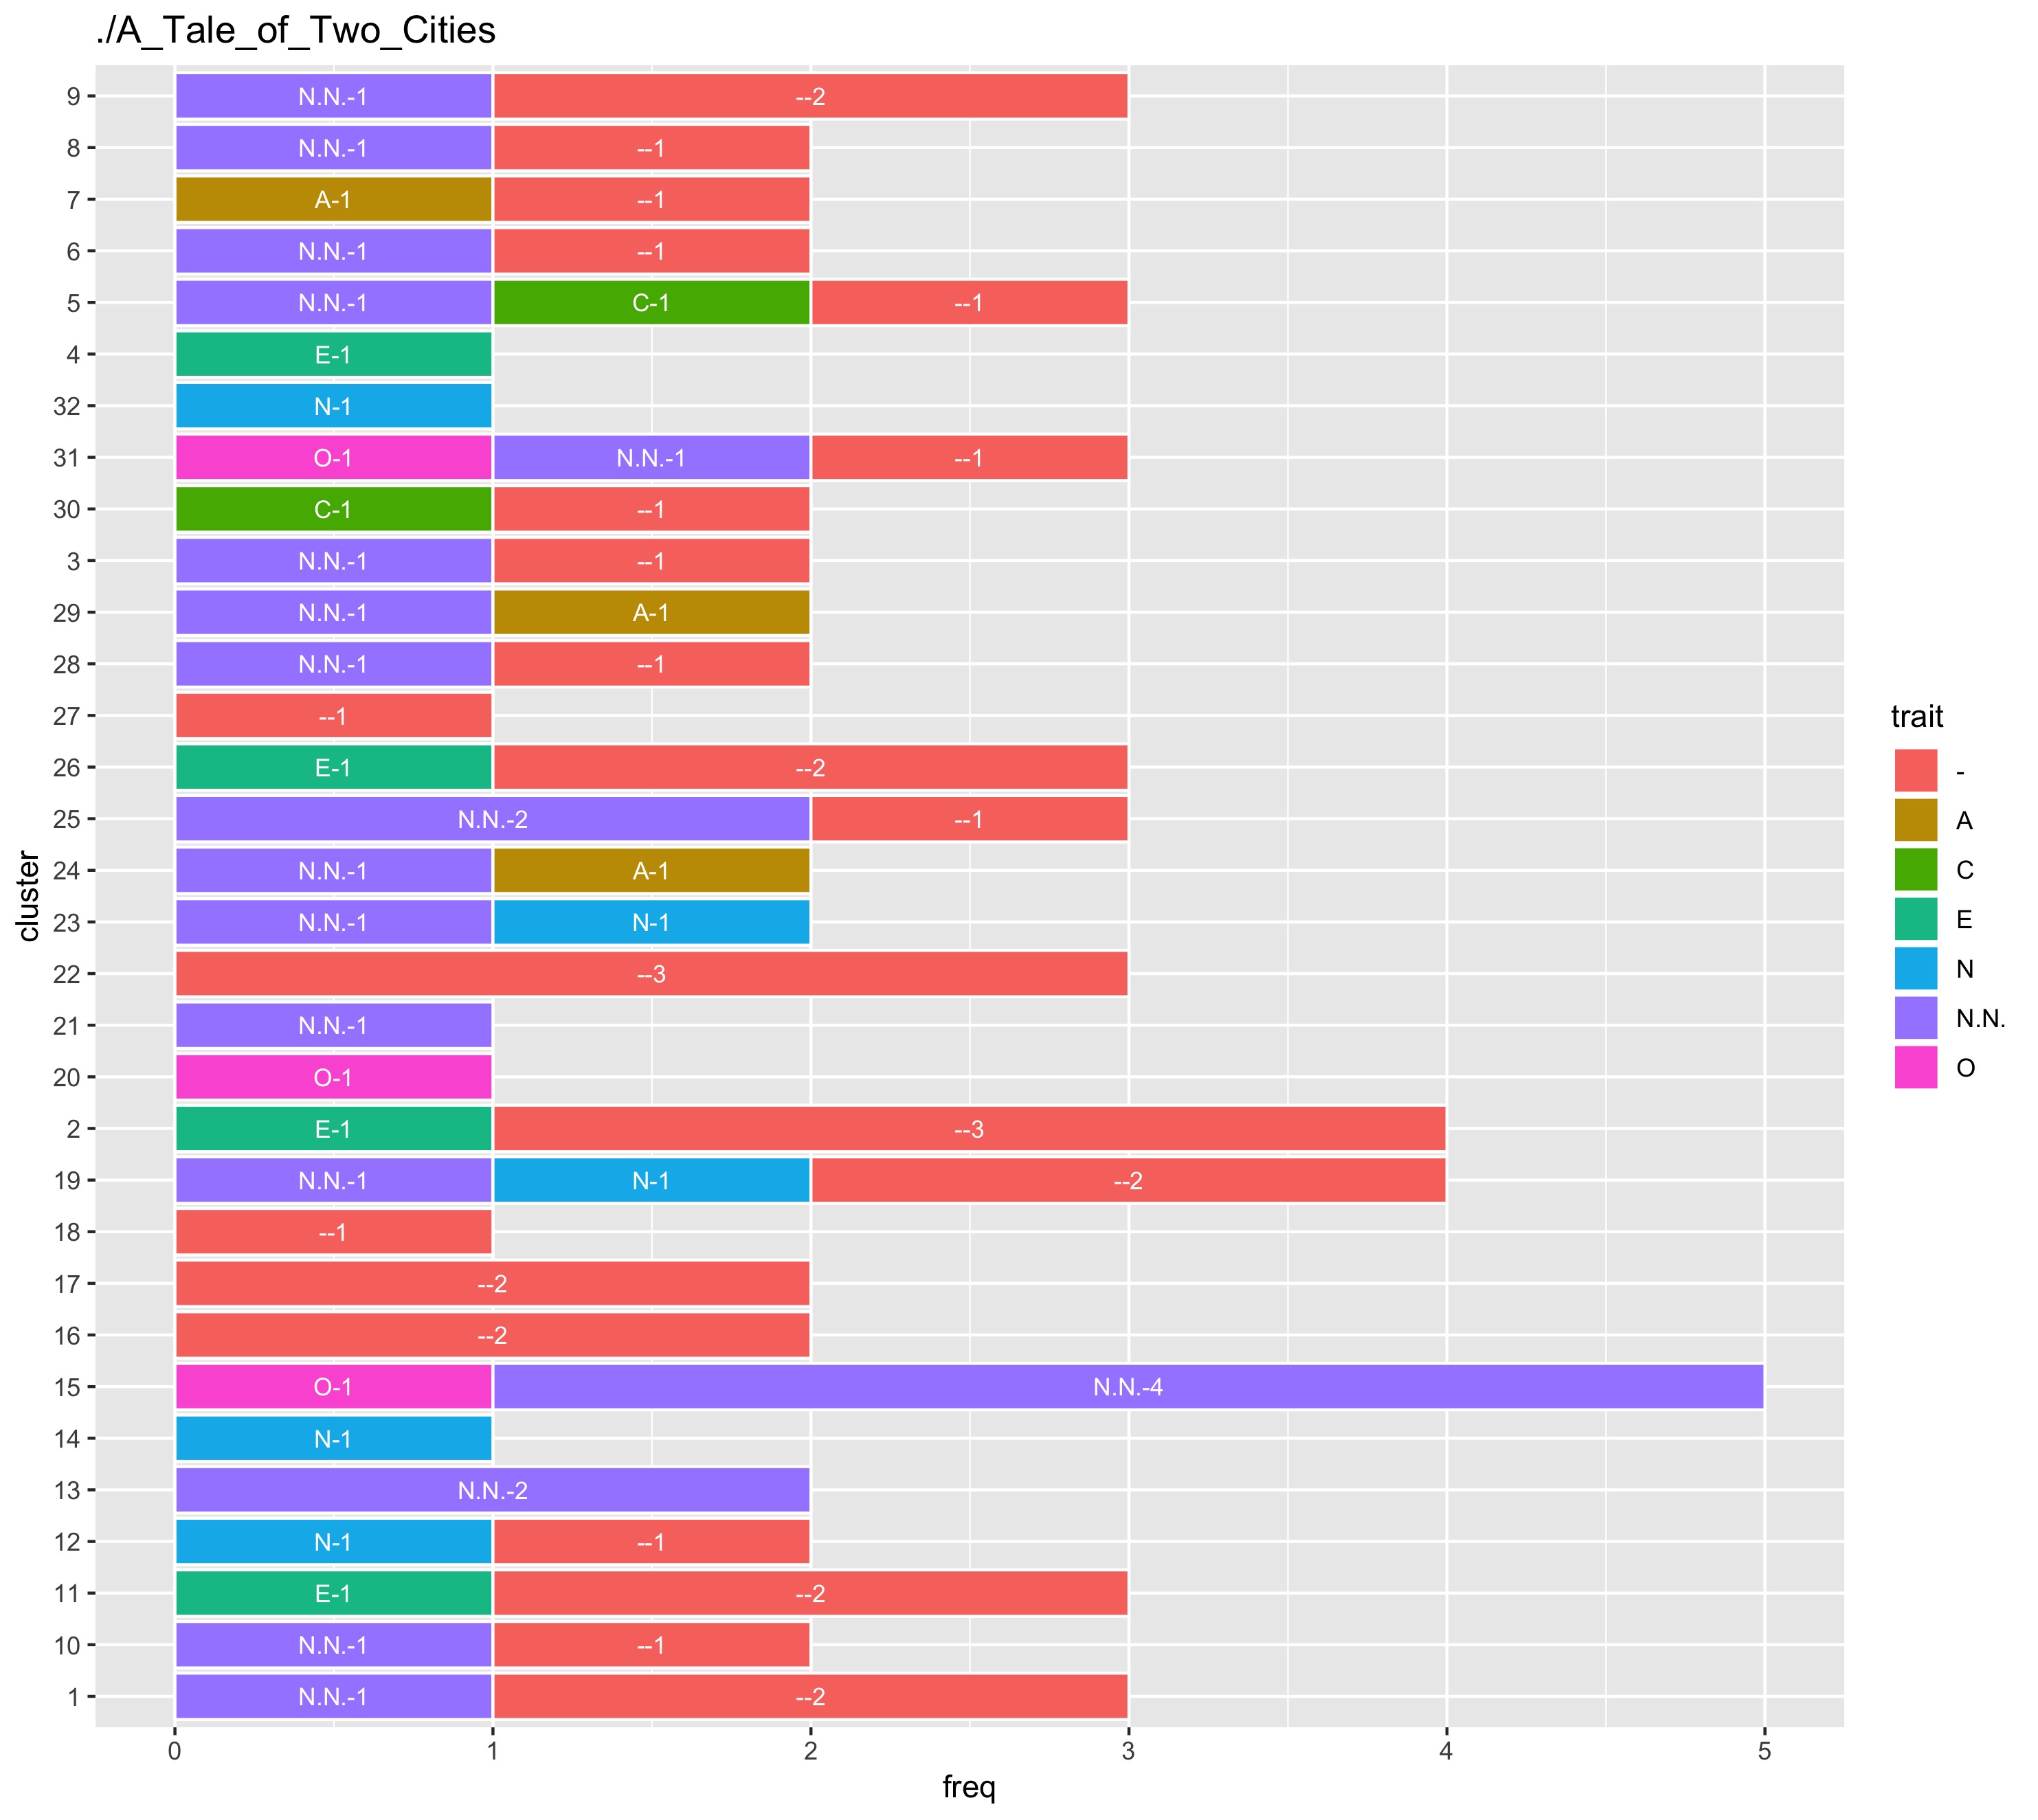 ./A_Tale_of_Two_Cities
9 N.N.-1 --2
8 N.N.-1 --1
7 A-1 --1
6 N.N.-1 --1
5 N.N.-1 C-1 --1
4 E-1
32 N-1
31 O-1 N.N.-1 --1
30 C-1 --1
3 N.N.-1 --1
29 N.N.-1 A-1
28 N.N.-1 --1
27 --1
26 E-1 --2
25 N.N.-2 --1
24 N.N.-1 A-1
23 N.N.-1 N-1
22 --3
21 N.N.-1
20 O-1
2 E-1 --3
19 N.N.-1 N-1 --2
18 --1
17 --2
16 --2
15 O-1 N.N.-4
14 N-1
13 N.N.-2
12 N-1 --1
11 E-1 --2
10 N.N.-1 --1
1 N.N.-1 --2
0 1 2 3 4 5
freq
cluster
trait
-
A
C
E
N
N.N.
O